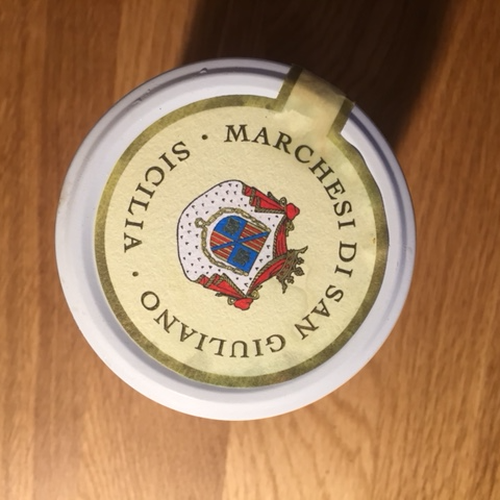 MARCHESI DI SAN GIULIANO · SICILIA ·